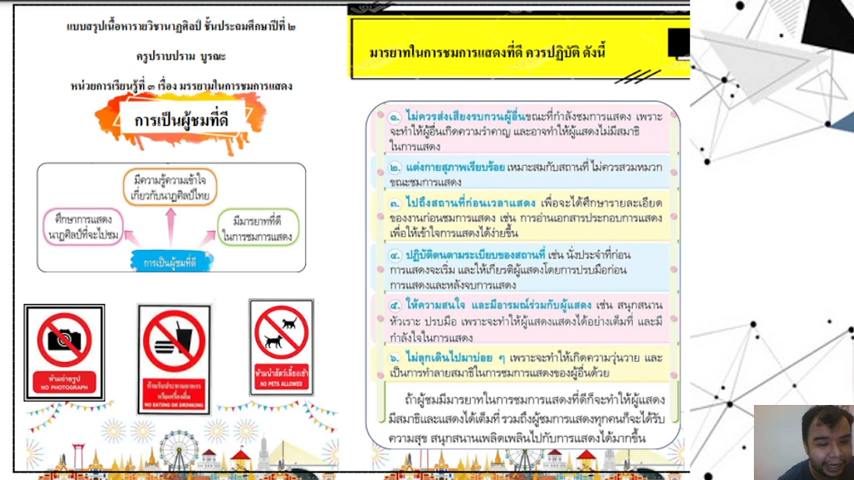 แบบสรุปเนื้อหารายวิชานาฏศิลป์ ชั้นประถมศึกษาปีที่ ๒
ครูปราบปราม บูรณะ
หน่วยการเรียนรู้ที่ ๓ เรื่อง มรรยาทในการชมการแสดง
การเป็นผู้ชมที่ดี
มีความรู้ความเข้าใจ
เกี่ยวกับนาฏศิลป์ไทย
ศึกษาการแสดง
นาฏศิลป์ที่จะไปชม
มีมารยาทที่ดี
ในการชมการแสดง
การเป็นผู้ชมที่ดี
ห้ามถ่ายรูป
NO PHOTOGRAPH
ห้ามรับประทานอาหาร
หรือเครื่องดื่ม
NO EATING OR DRINKING
ห้ามนำสัตว์เลี้ยงเข้า
NO PETS ALLOWED
มารยาทในการชมการแสดงที่ดี ควรปฏิบัติ ดังนี้
๑. ไม่ควรส่งเสียงรบกวนผู้อื่นขณะที่กำลังชมการแสดง เพราะ
จะทำให้ผู้อื่นเกิดความรำคาญ และอาจทำให้ผู้แสดงไม่มีสมาธิ
ในการแสดง
๒. แต่งกายสุภาพเรียบร้อย เหมาะสมกับสถานที่ ไม่ควรสวมหมวก
ขณะชมการแสดง
๓. ไปถึงสถานที่ก่อนเวลาแสดง เพื่อจะได้ศึกษารายละเอียด
ของงานก่อนชมการแสดง เช่น การอ่านเอกสารประกอบการแสดง
เพื่อให้เข้าใจการแสดงได้ง่ายขึ้น
๔. ปฏิบัติตนตามระเบียบของสถานที่ เช่น นั่งประจำที่ก่อน
การแสดงจะเริ่ม และให้เกียรติผู้แสดงโดยการปรบมือก่อน
การแสดงและหลังจบการแสดง
๕. ให้ความสนใจ และมีอารมณ์ร่วมกับผู้แสดง เช่น สนุกสนาน
หัวเราะ ปรบมือ เพราะจะทำให้ผู้แสดงแสดงได้อย่างเต็มที่ และมี
กำลังใจในการแสดง
๖. ไม่ลุกเดินไปมาบ่อย ๆ เพราะจะทำให้เกิดความวุ่นวาย และ
เป็นการทำลายสมาธิในการชมการแสดงของผู้อื่นด้วย
ถ้าผู้ชมมีมารยาทในการชมการแสดงที่ดีก็จะทำให้ผู้แสดง
มีสมาธิและแสดงได้เต็มที่ รวมถึงผู้ชมการแสดงทุกคนก็จะได้รับ
ความสุข สนุกสนานเพลิดเพลินไปกับการแสดงได้มากขึ้น